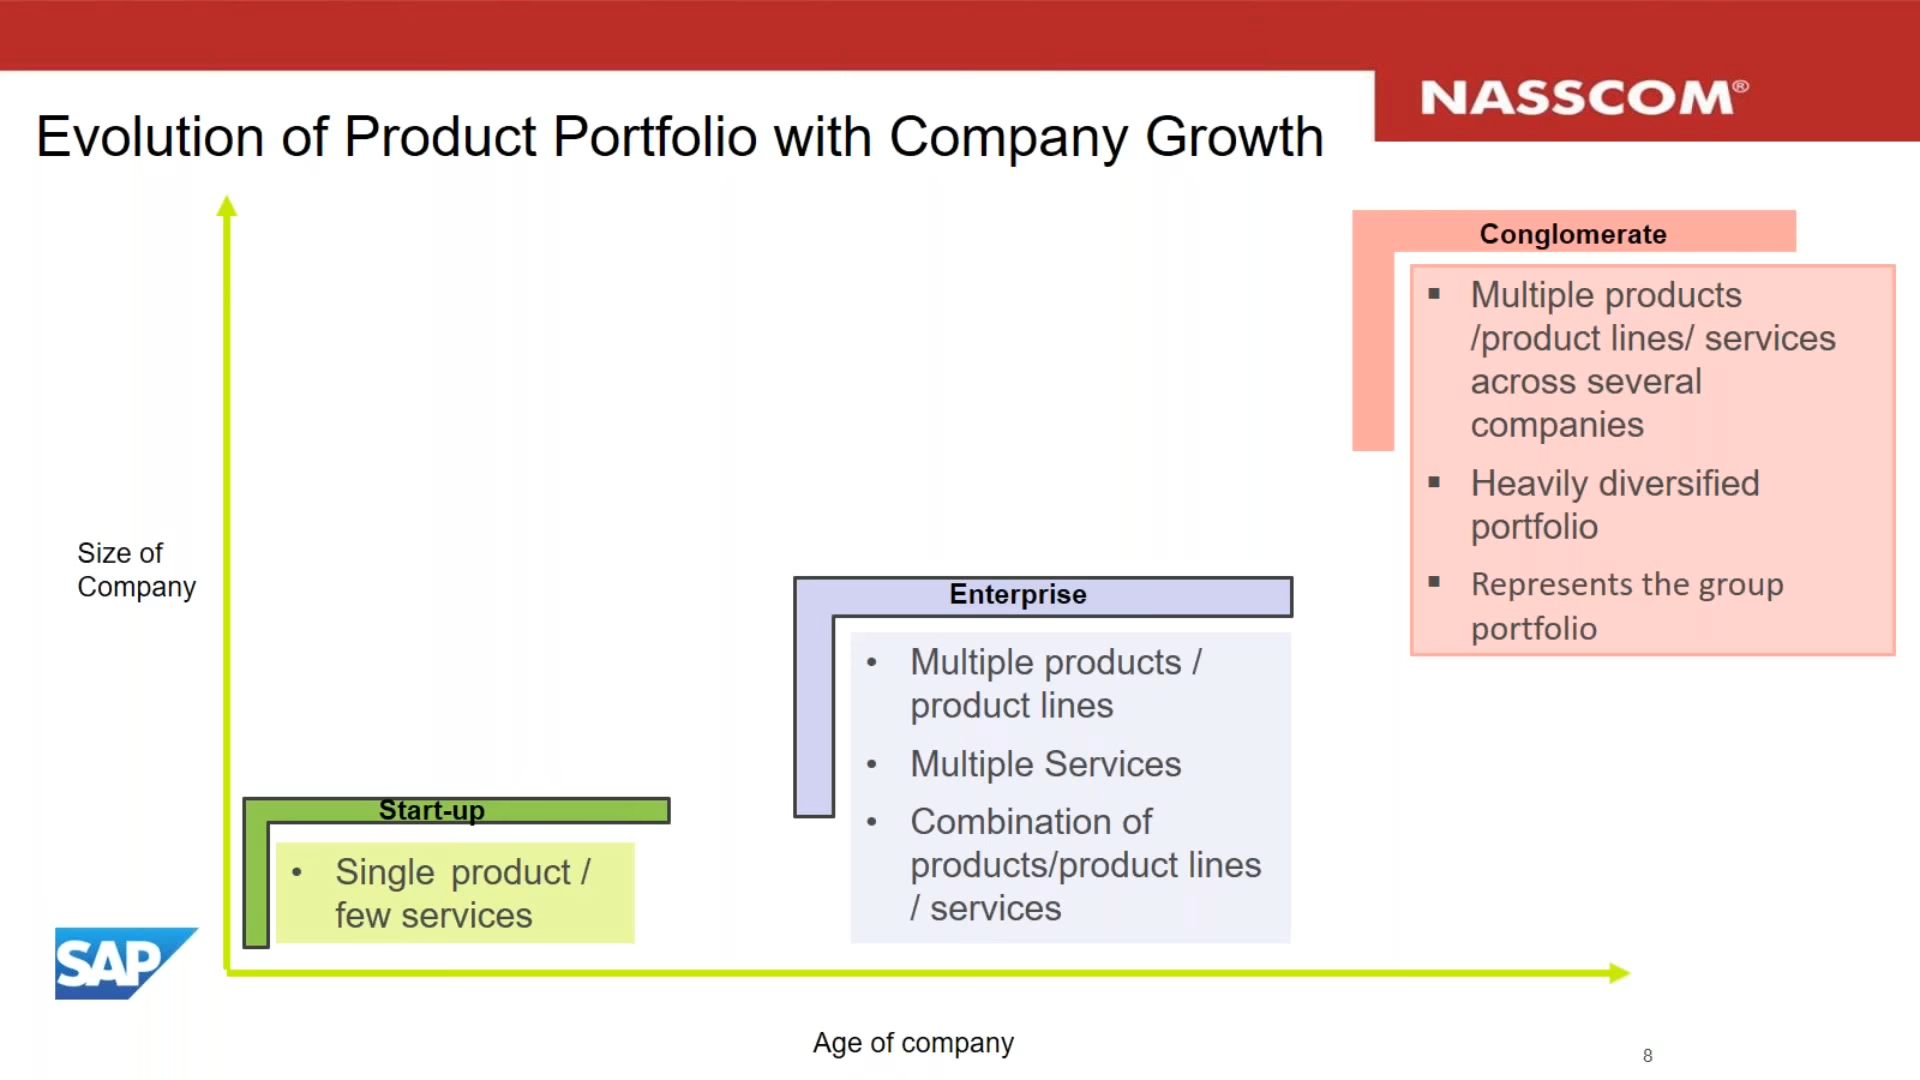 NASSCOM®
Evolution of Product Portfolio with Company Growth
Conglomerate
▪ Multiple products
/product lines/ services
across several
companies
▪ Heavily diversified
portfolio
▪ Represents the group
portfolio
Size of
Company
Enterprise
• Multiple products /
product lines
• Multiple Services
• Combination of
products/product lines
/ services
Start-up
• Single product /
few services
SAP
Age of company
8